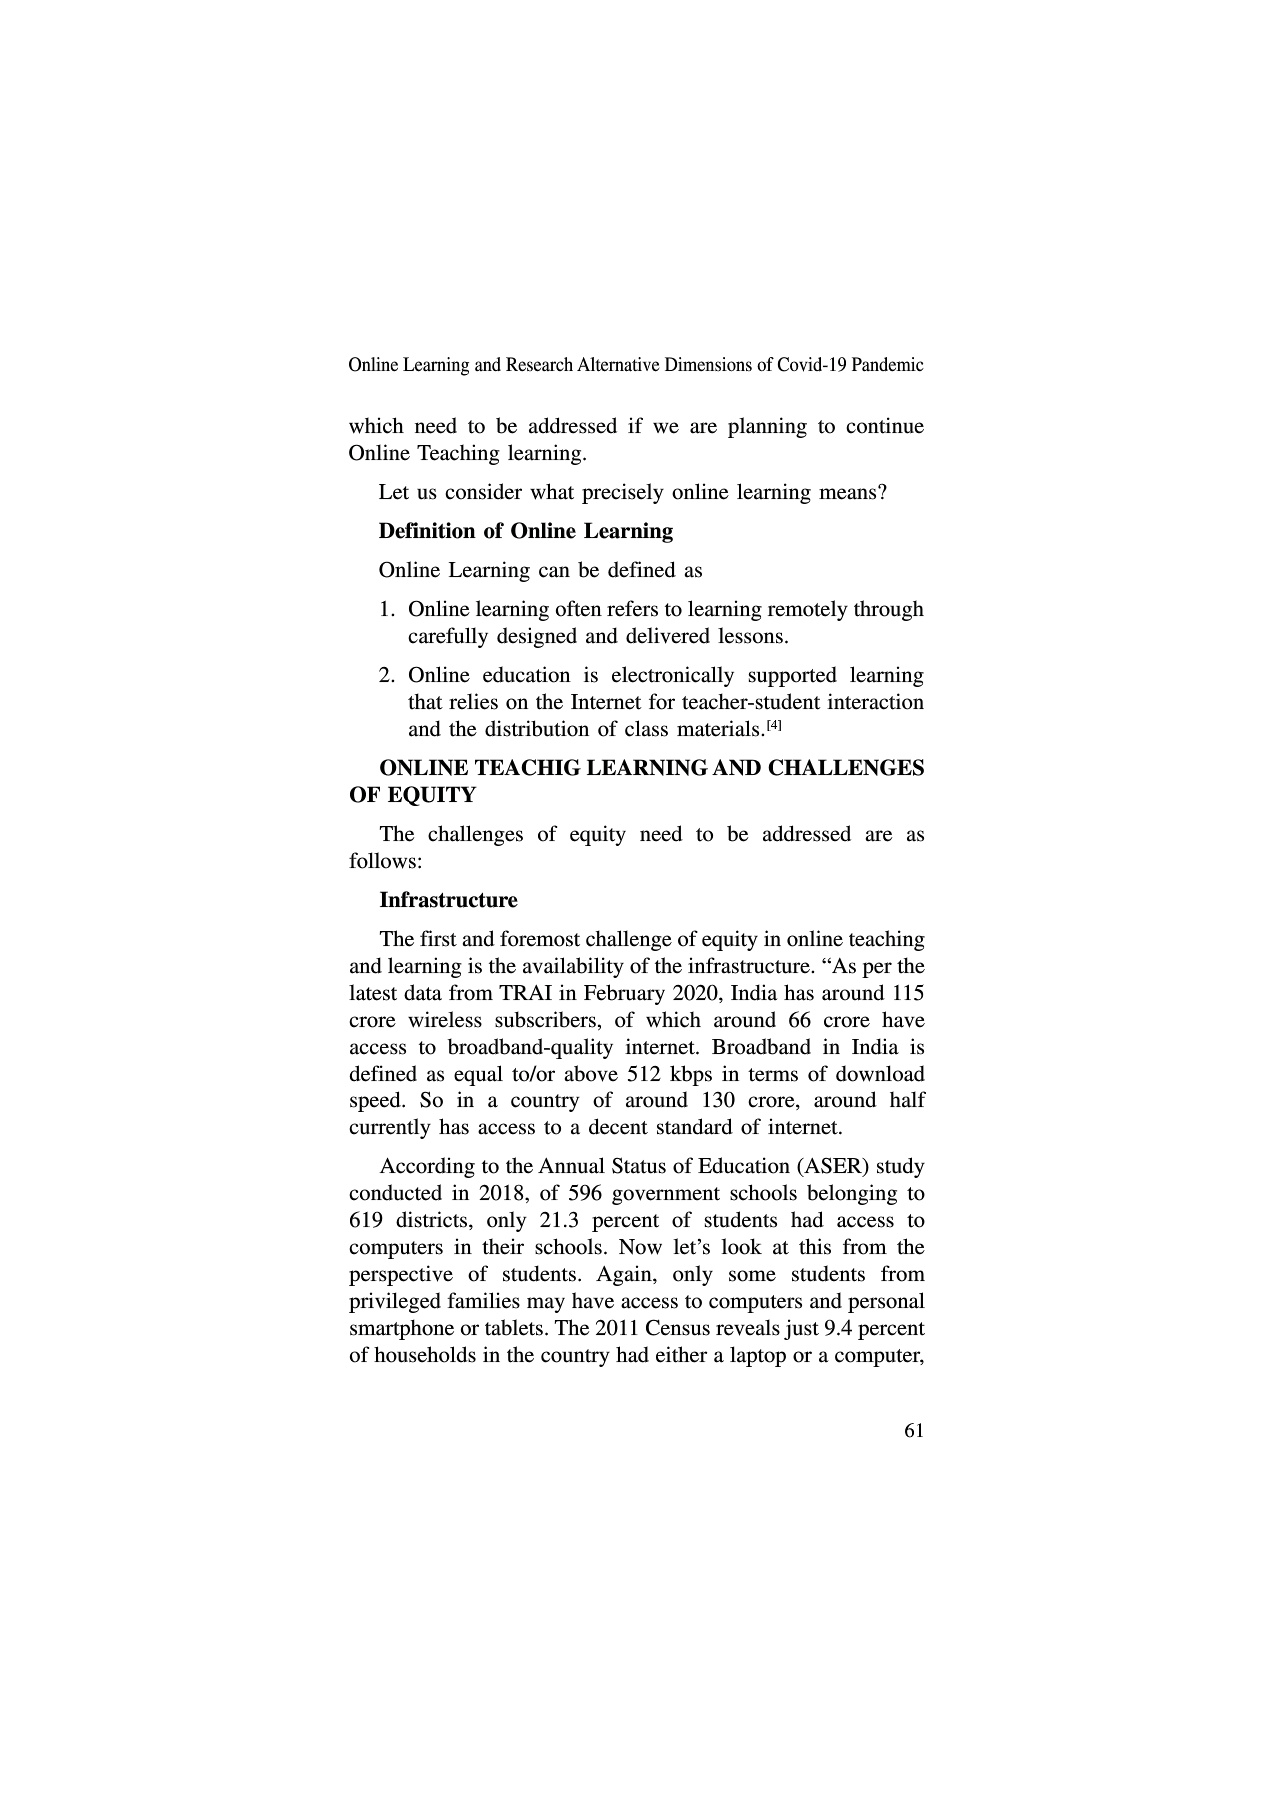 Online Learning and Research Alternative Dimensions of Covid-19 Pandemic
which need to be addressed if we are planning to continue
Online Teaching learning.
Let us consider what precisely online learning means?
Definition of Online Learning
Online Learning can be defined as
1. Online learning often refers to learning remotely through
carefully designed and delivered lessons.
2. Online education is electronically supported learning
that relies on the Internet for teacher-student interaction
and the distribution of class materials.[4]
ONLINE TEACHIG LEARNING AND CHALLENGES
OF EQUITY
The challenges of equity need to be addressed are as
follows:
Infrastructure
The first and foremost challenge of equity in online teaching
and learning is the availability of the infrastructure. “As per the
latest data from TRAI in February 2020, India has around 115
crore wireless subscribers, of which around 66 crore have
access to broadband-quality internet. Broadband in India is
defined as equal to/or above 512 kbps in terms of download
speed. So in a country of around 130 crore, around half
currently has access to a decent standard of internet.
According to the Annual Status of Education (ASER) study
conducted in 2018, of 596 government schools belonging to
619 districts, only 21.3 percent of students had access to
computers in their schools. Now let’s look at this from the
perspective of students. Again, only some students from
privileged families may have access to computers and personal
smartphone or tablets. The 2011 Census reveals just 9.4 percent
of households in the country had either a laptop or a computer,
61